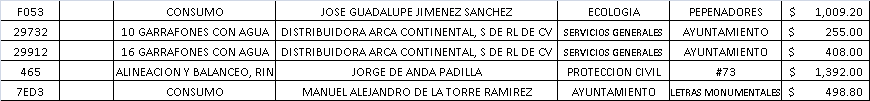 F053 CONSUMO JOSE GUADALUPE JIMENEZ SANCHEZ ECOLOGIA PEPENADORES $ 1,009.20
29732 10 GARRAFONES CON AGUA DISTRIBUIDORA ARCA CONTINENTAL, S DE RL DE CV SERVICIOS GENERALES AYUNTAMIENTO $ 255.00
29912 16 GARRAFONES CON AGUA DISTRIBUIDORA ARCA CONTINENTAL, S DE RL DE CV SERVICIOS GENERALES AYUNTAMIENTO $ 408.00
465 ALINEACION Y BALANCEO, RIN JORGE DE ANDA PADILLA PROTECCION CIVIL #73 $ 1,392.00
7ED3 CONSUMO MANUEL ALEJANDRO DE LA TORRE RAMIREZ AYUNTAMIENTO LETRAS MONUMENTALES $ 498.80